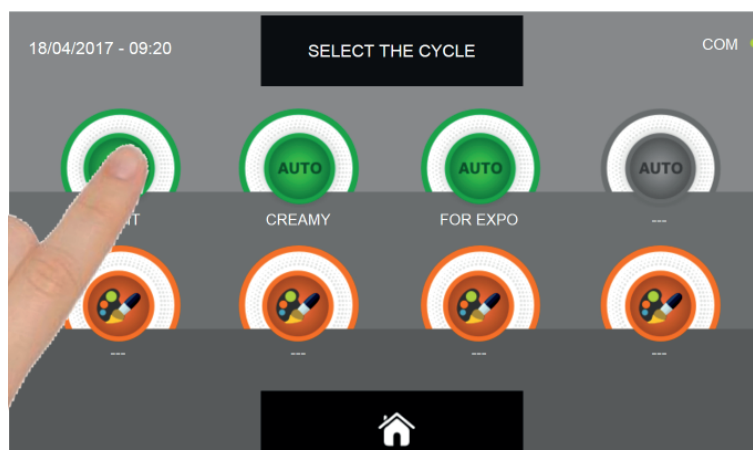 18/04/2017 - 09:20
SELECT THE CYCLE
COM
AUTO
AUTO
AUTO
CREAMY
FOR EXPO
---
---
---
---
---